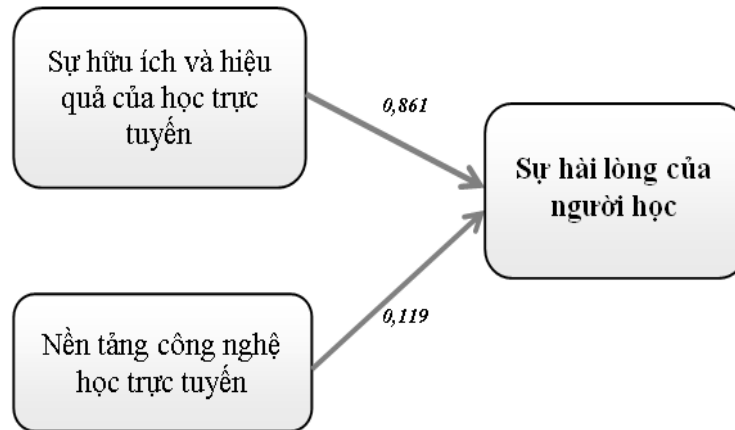 Sự hữu ích và hiệu
quả của học trực
tuyến
0,861
Sự hài lòng của
người học
0,119
Nền tảng công nghệ
học trực tuyến